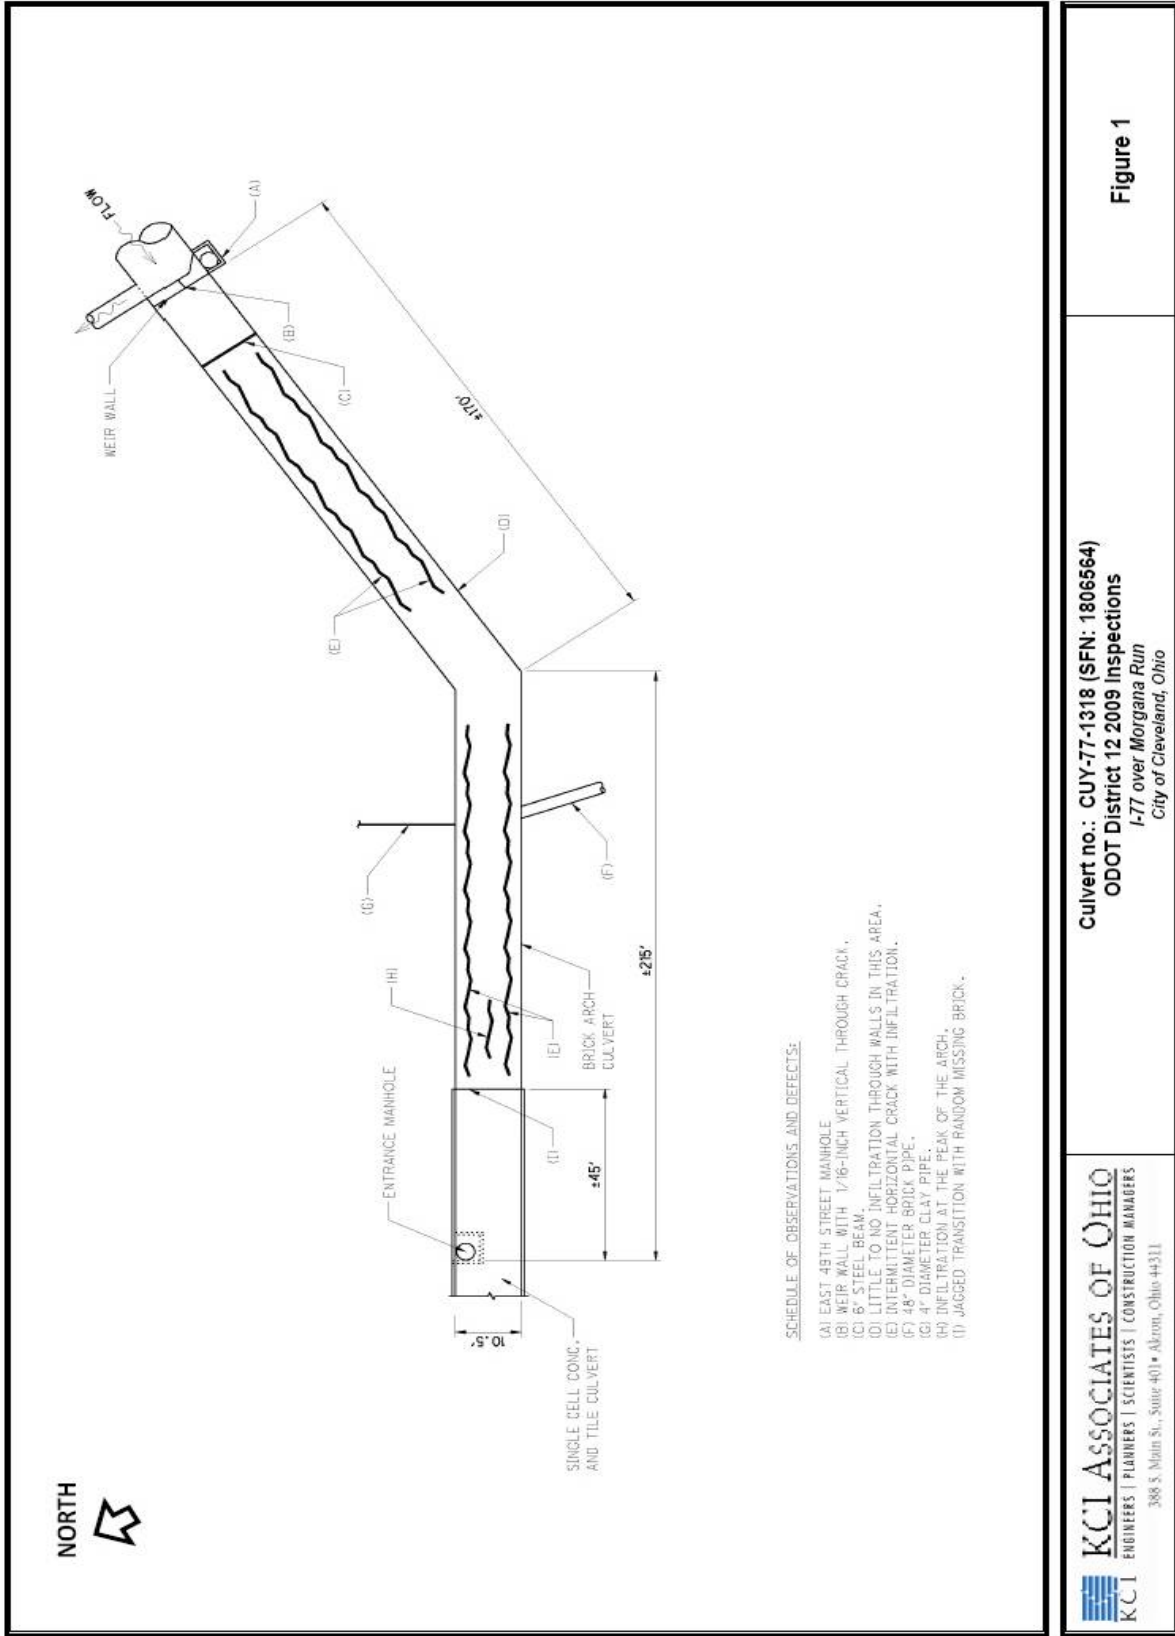 NORTH
FLOW
WEIR WALL
(A)
(B)
(C)
(D)
(E)
±170'
(G)
(F)
(H)
ENTRANCE MANHOLE
(E)
BRICK ARCH
CULVERT
(I)
±45'
±215'
10.5'
SINGLE CELL CONC.
AND TILE CULVERT
SCHEDULE OF OBSERVATIONS AND DEFECTS:
(A) EAST 49TH STREET MANHOLE
(B) WEIR WALL WITH 1/16-INCH VERTICAL THROUGH CRACK.
(C) 6" STEEL BEAM.
(D) LITTLE TO NO INFILTRATION THROUGH WALLS IN THIS AREA.
(E) INTERMITTENT HORIZONTAL CRACK WITH INFILTRATION.
(F) 48" DIAMETER BRICK PIPE.
(G) 4" DIAMETER CLAY PIPE.
(H) INFILTRATION AT THE PEAK OF THE ARCH.
(I) JAGGED TRANSITION WITH RANDOM MISSING BRICK.
KCI
KCI ASSOCIATES OF OHIO
ENGINEERS | PLANNERS | SCIENTISTS | CONSTRUCTION MANAGERS
388 S. Main St., Suite 401 • Akron, Ohio 44311
Culvert no.: CUY-77-1318 (SFN: 1806564)
ODOT District 12 2009 Inspections
I-77 over Morgana Run
City of Cleveland, Ohio
Figure 1